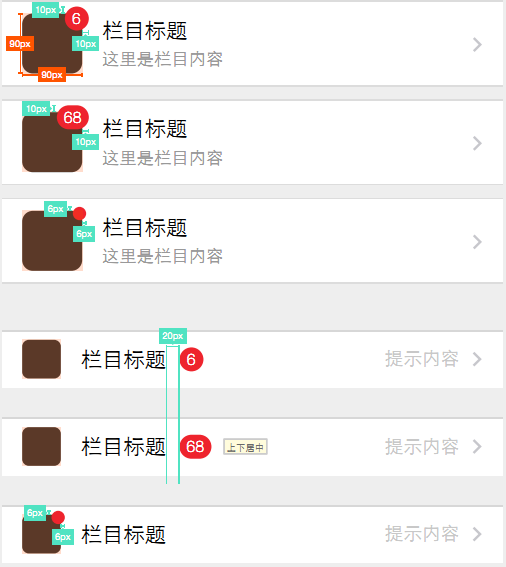 10px
6
栏目标题
90px
10px
这里是栏目内容
90px
10px
68
栏目标题
10px
这里是栏目内容
6px
栏目标题
6px
这里是栏目内容
20px
栏目标题
6
提示内容
栏目标题
68
上下居中
提示内容
6px
栏目标题
6px
提示内容